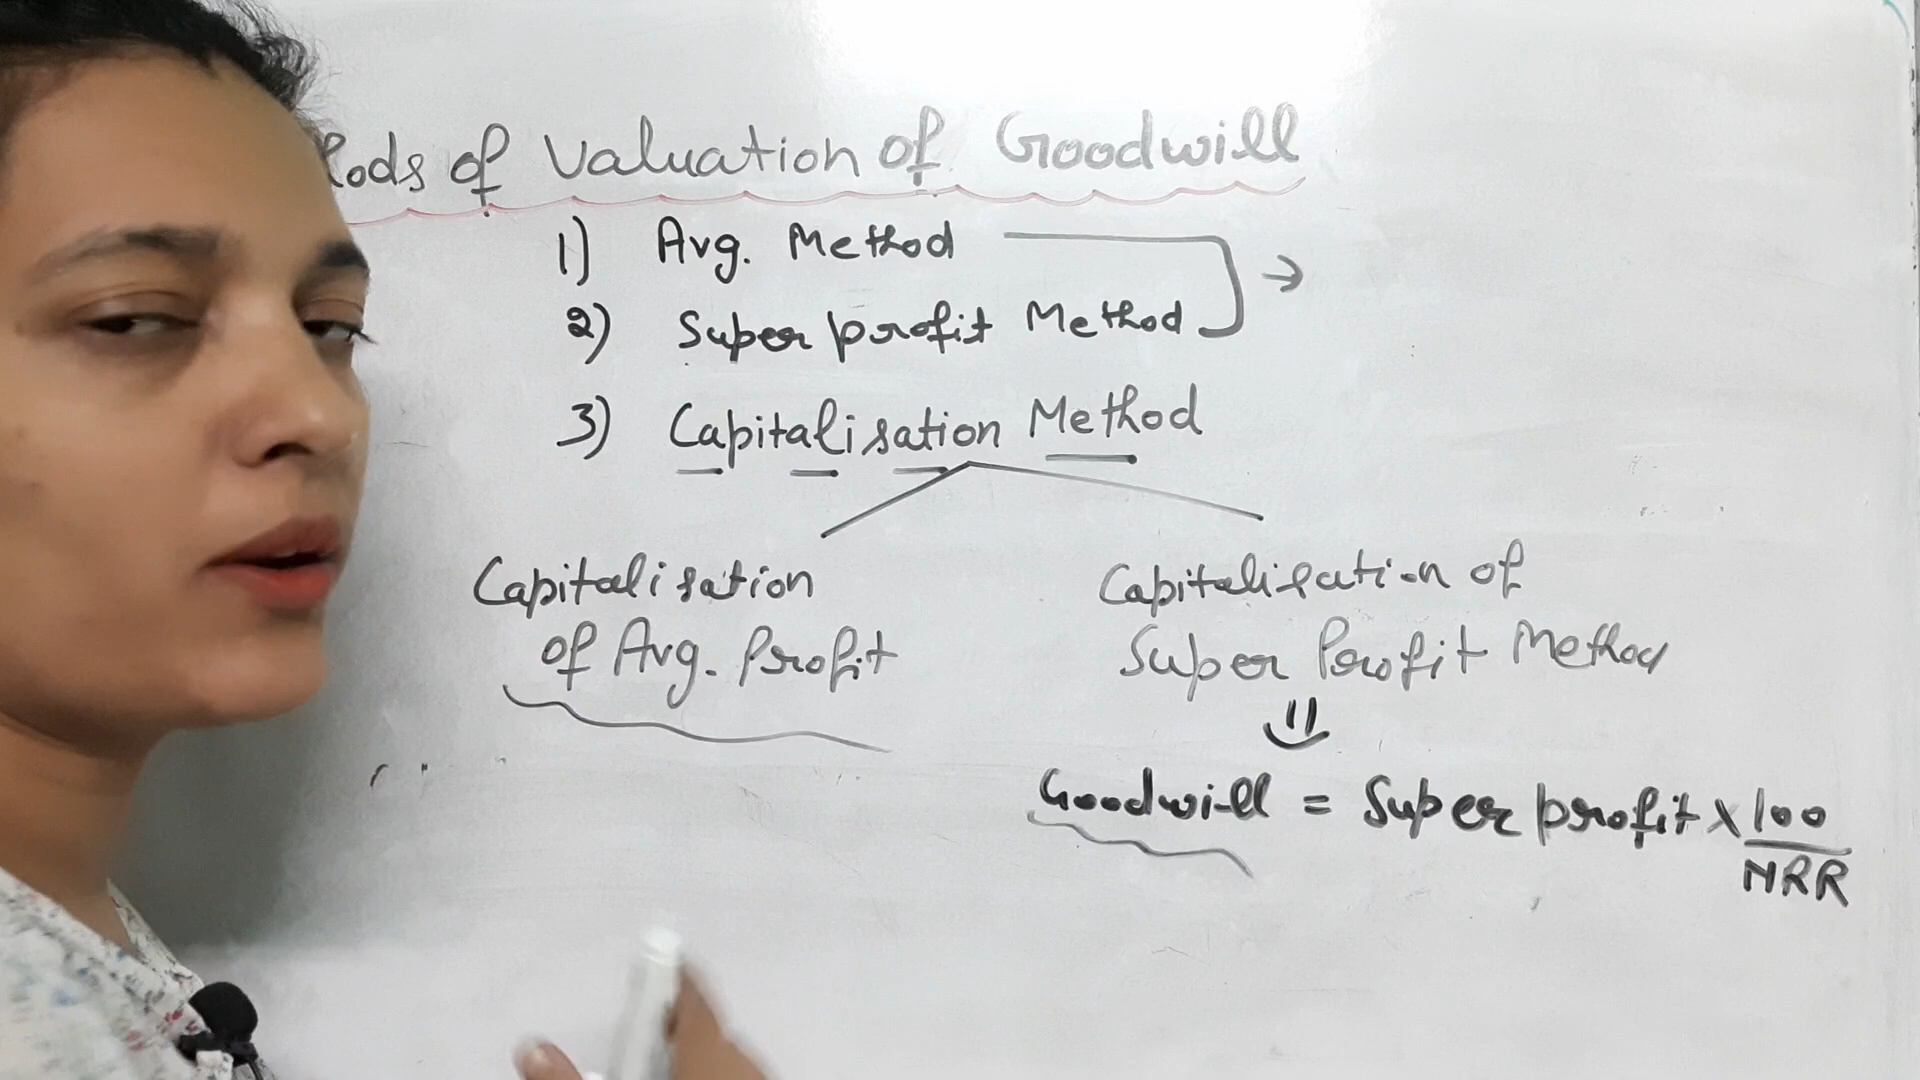 of Valuation of Goodwill
1) Avg. Method
2) Super profit Method
3) Capitalisation Method
Capitalisation
of Avg. Profit
Capitalisation of
Super Profit Method
Goodwill = Super profit x 100
NRR